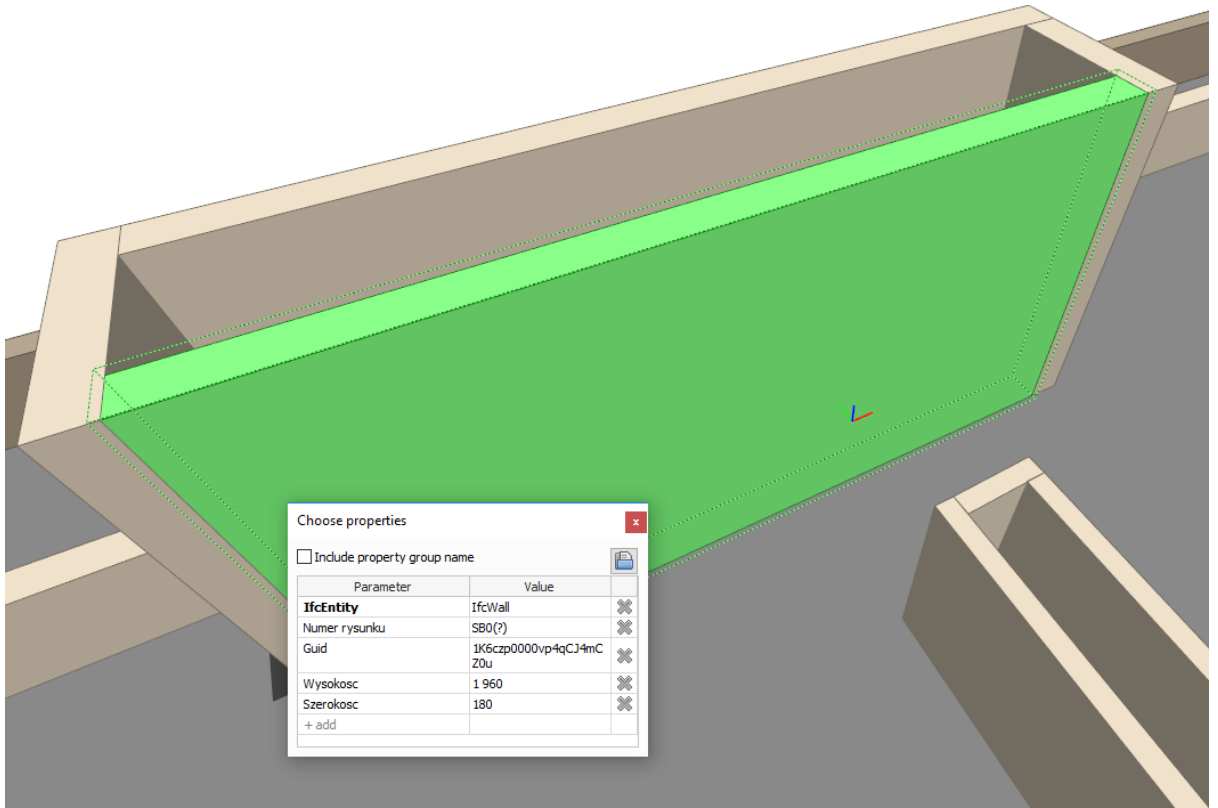 Choose properties
x
Include property group name
Parameter Value
IfcEntity IfcWall
Numer rysunku SB0(?)
Guid 1K6czp0000vp4qCJ4mC
Z0u
Wysokosc 1 960
Szerokosc 180
+ add